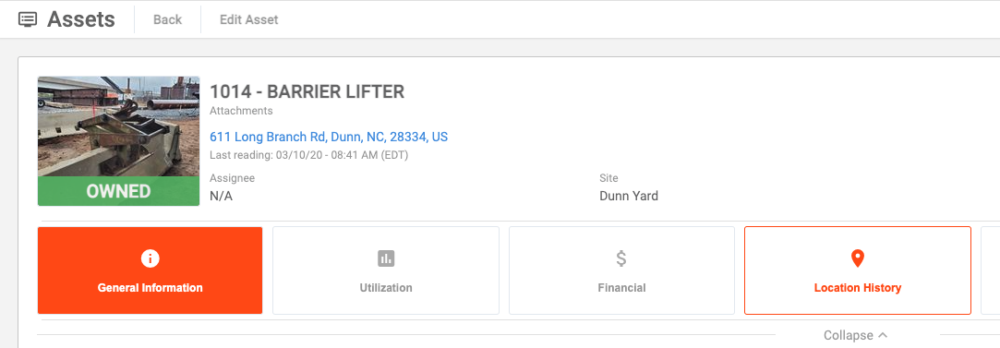 Assets
Back
Edit Asset
1014 - BARRIER LIFTER
Attachments
611 Long Branch Rd, Dunn, NC, 28334, US
Last reading: 03/10/20 - 08:41 AM (EDT)
OWNED
Assignee
N/A
Site
Dunn Yard
General Information
Utilization
Financial
Location History
Collapse